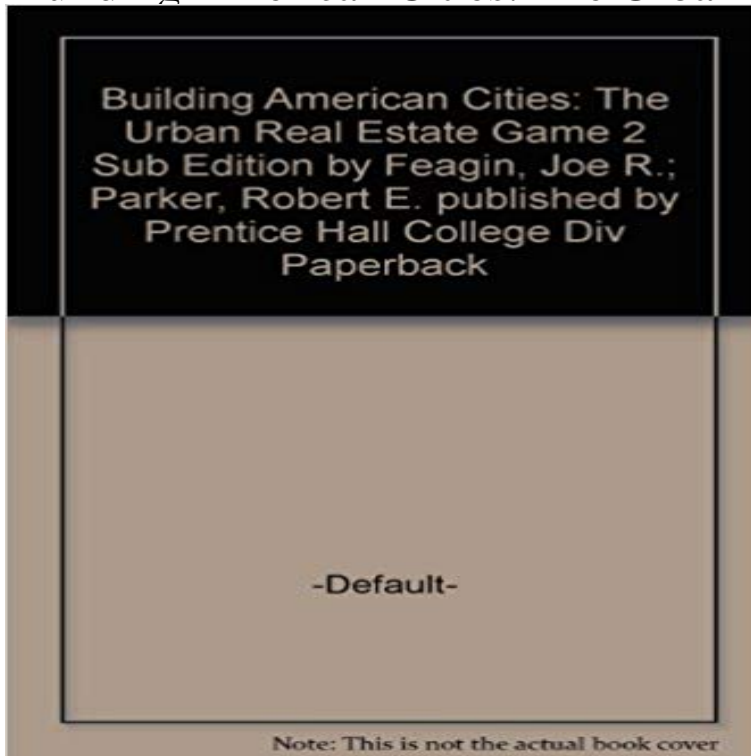 Building American Cities: The
Urban Real Estate Game 2
Sub Edition by Feagin, Joe R.;
Parker, Robert E. published by
Prentice Hall College Div
Paperback
-Default-
Note: This is not the actual book cover